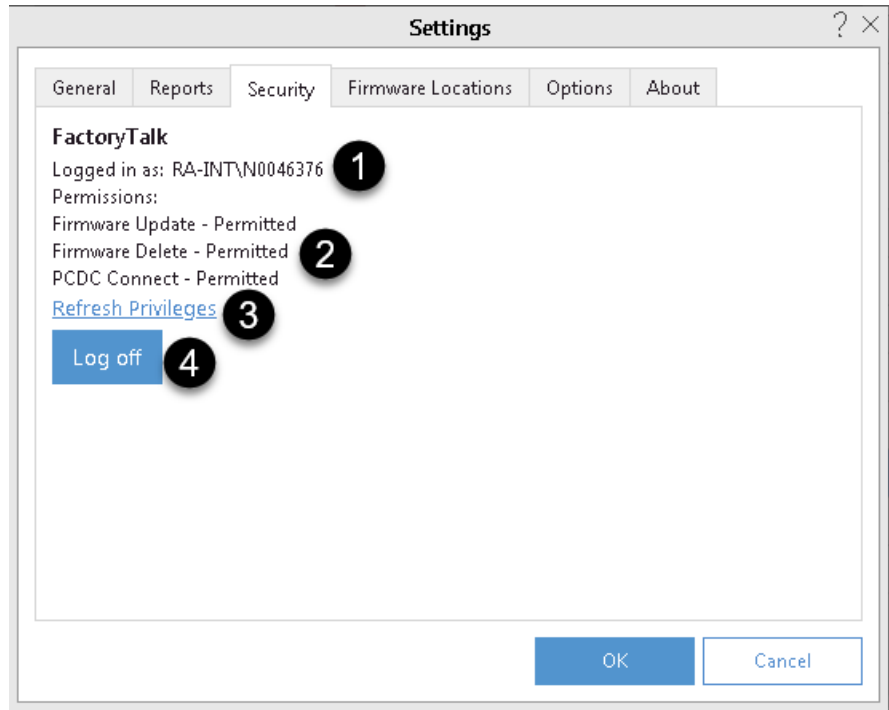 Settings
? ×
General Reports Security Firmware Locations Options About
FactoryTalk
Logged in as: RA-INT\N0046376 1
Permissions:
Firmware Update - Permitted
Firmware Delete - Permitted 2
PCDC Connect - Permitted
Refresh Privileges 3
Log off 4
OK Cancel